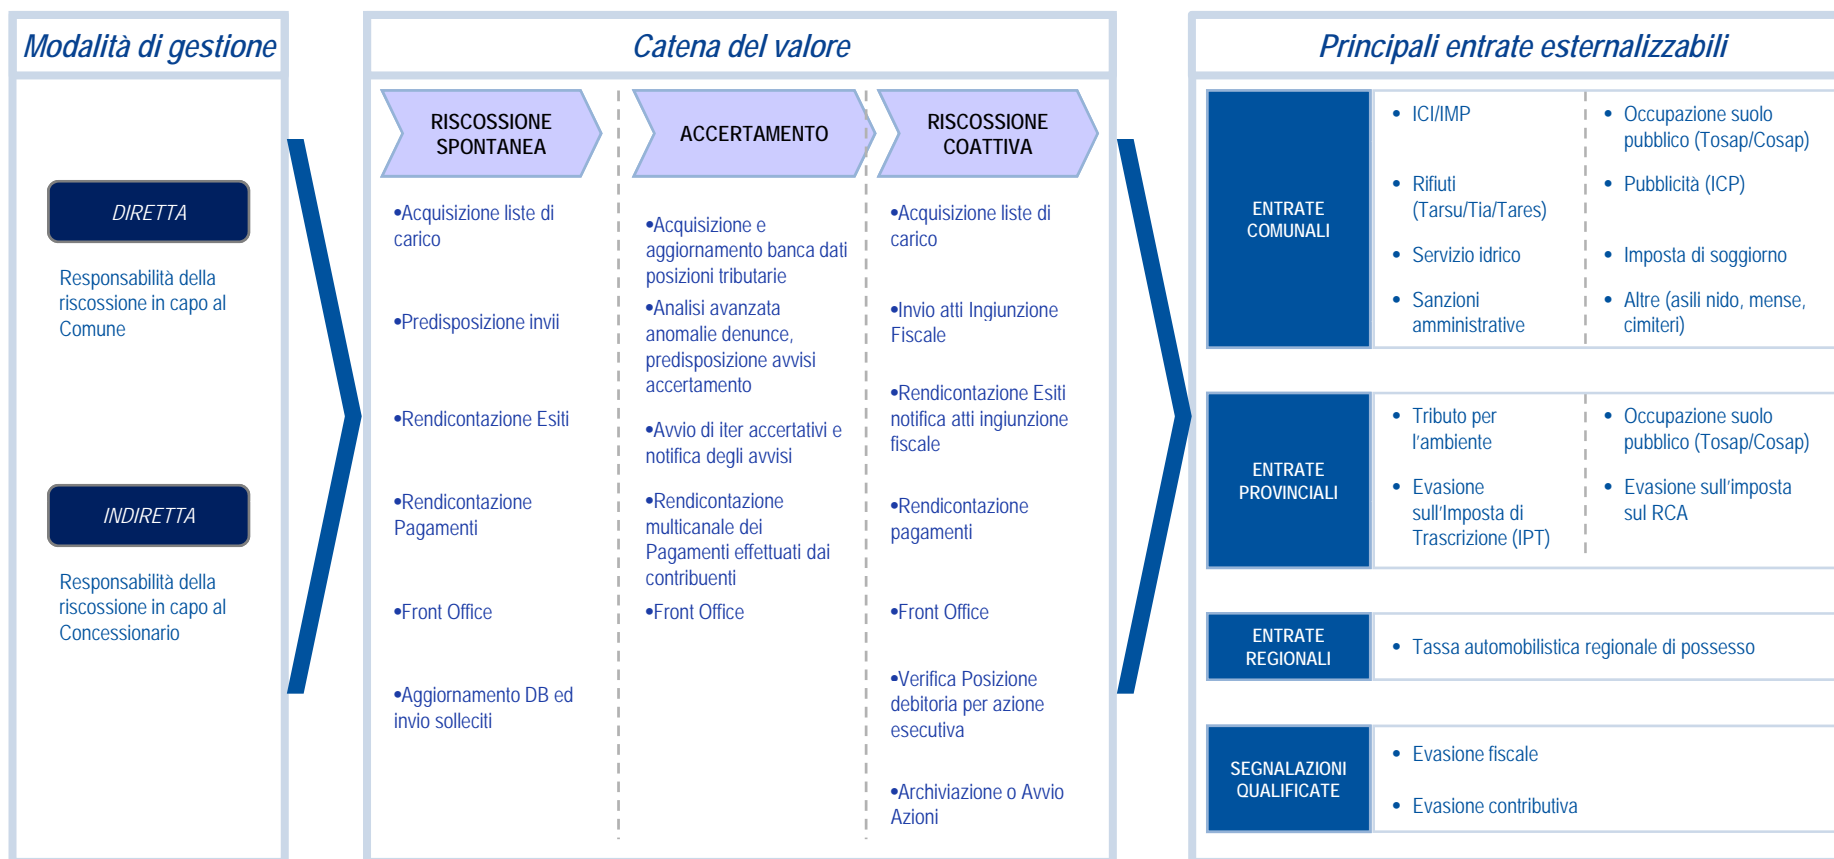 Modalità di gestione
DIRETTA
Responsabilità della
riscossione in capo al
Comune
INDIRETTA
Responsabilità della
riscossione in capo al
Concessionario
Catena del valore
RISCOSSIONE
SPONTANEA
•Acquisizione liste di
carico
•Predisposizione invii
•Rendicontazione Esiti
•Rendicontazione
Pagamenti
•Front Office
•Aggiornamento DB ed
invio solleciti
ACCERTAMENTO
•Acquisizione e
aggiornamento banca dati
posizioni tributarie
•Analisi avanzata
anomalie denunce,
predisposizione avvisi
accertamento
•Avvio di iter accertativi e
notifica degli avvisi
•Rendicontazione
multicanale dei
Pagamenti effettuati dai
contribuenti
•Front Office
RISCOSSIONE
COATTIVA
•Acquisizione liste di
carico
•Invio atti Ingiunzione
Fiscale
•Rendicontazione Esiti
notifica atti ingiunzione
fiscale
•Rendicontazione
pagamenti
•Front Office
•Verifica Posizione
debitoria per azione
esecutiva
•Archiviazione o Avvio
Azioni
Principali entrate esternalizzabili
ENTRATE
COMUNALI
• ICI/IMP
• Rifiuti
(Tarsu/Tia/Tares)
• Servizio idrico
• Sanzioni
amministrative
• Occupazione suolo
pubblico (Tosap/Cosap)
• Pubblicità (ICP)
• Imposta di soggiorno
• Altre (asili nido, mense,
cimiteri)
ENTRATE
PROVINCIALI
• Tributo per
l'ambiente
• Evasione
sull'Imposta di
Trascrizione (IPT)
• Occupazione suolo
pubblico (Tosap/Cosap)
• Evasione sull'imposta
sul RCA
ENTRATE
REGIONALI
• Tassa automobilistica regionale di possesso
SEGNALAZIONI
QUALIFICATE
• Evasione fiscale
• Evasione contributiva